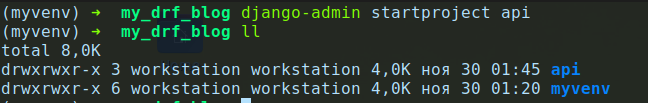 (myvenv) ➜  my_drf_blog django-admin startproject api
(myvenv) ➜  my_drf_blog ll
total 8,0K
drwxrwxr-x 3 workstation workstation 4,0K ноя 30 01:45 api
drwxrwxr-x 6 workstation workstation 4,0K ноя 30 01:20 myvenv